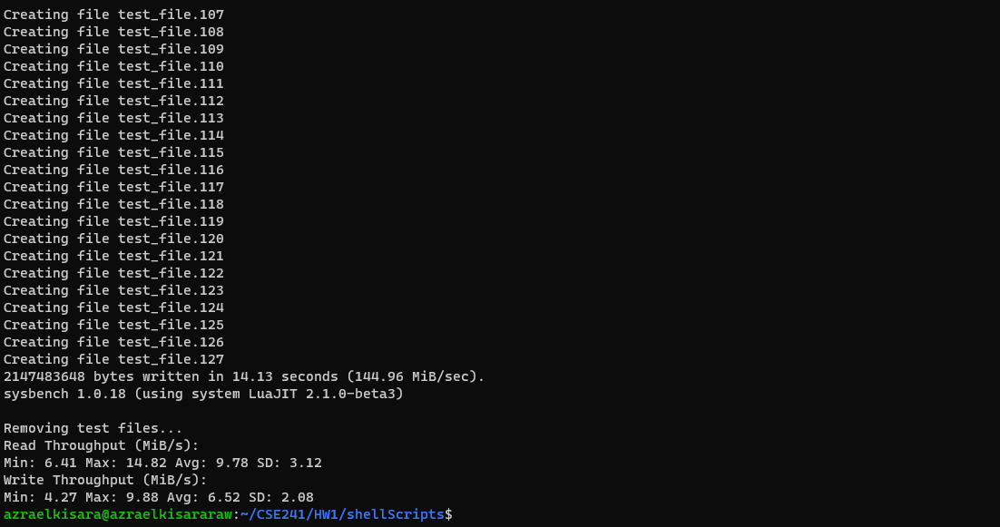 Creating file test_file.107
Creating file test_file.108
Creating file test_file.109
Creating file test_file.110
Creating file test_file.111
Creating file test_file.112
Creating file test_file.113
Creating file test_file.114
Creating file test_file.115
Creating file test_file.116
Creating file test_file.117
Creating file test_file.118
Creating file test_file.119
Creating file test_file.120
Creating file test_file.121
Creating file test_file.122
Creating file test_file.123
Creating file test_file.124
Creating file test_file.125
Creating file test_file.126
Creating file test_file.127
2147483648 bytes written in 14.13 seconds (144.96 MiB/sec).
sysbench 1.0.18 (using system LuaJIT 2.1.0-beta3)
Removing test files...
Read Throughput (MiB/s):
Min: 6.41 Max: 14.82 Avg: 9.78 SD: 3.12
Write Throughput (MiB/s):
Min: 4.27 Max: 9.88 Avg: 6.52 SD: 2.08
azraelkisara@azraelkisararaw:~/CSE241/HW1/shellScripts$